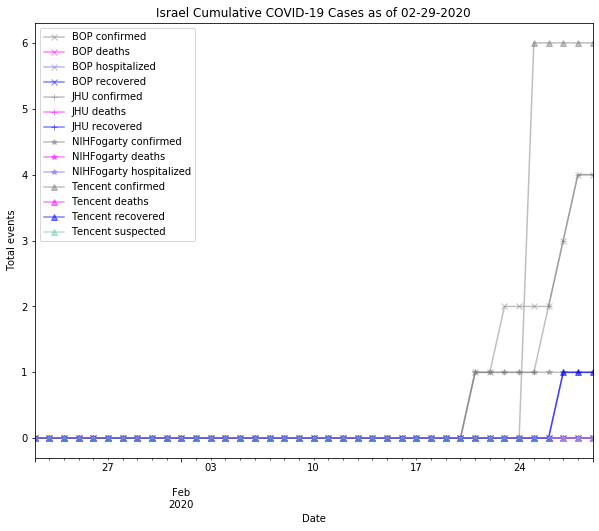 Israel Cumulative COVID-19 Cases as of 02-29-2020
BOP confirmed
BOP deaths
BOP hospitalized
BOP recovered
JHU confirmed
JHU deaths
JHU recovered
NIHFogarty confirmed
NIHFogarty deaths
NIHFogarty hospitalized
Tencent confirmed
Tencent deaths
Tencent recovered
Tencent suspected
Total events
6
5
4
3
2
1
0
27 03 10 17 24
Feb
2020
Date